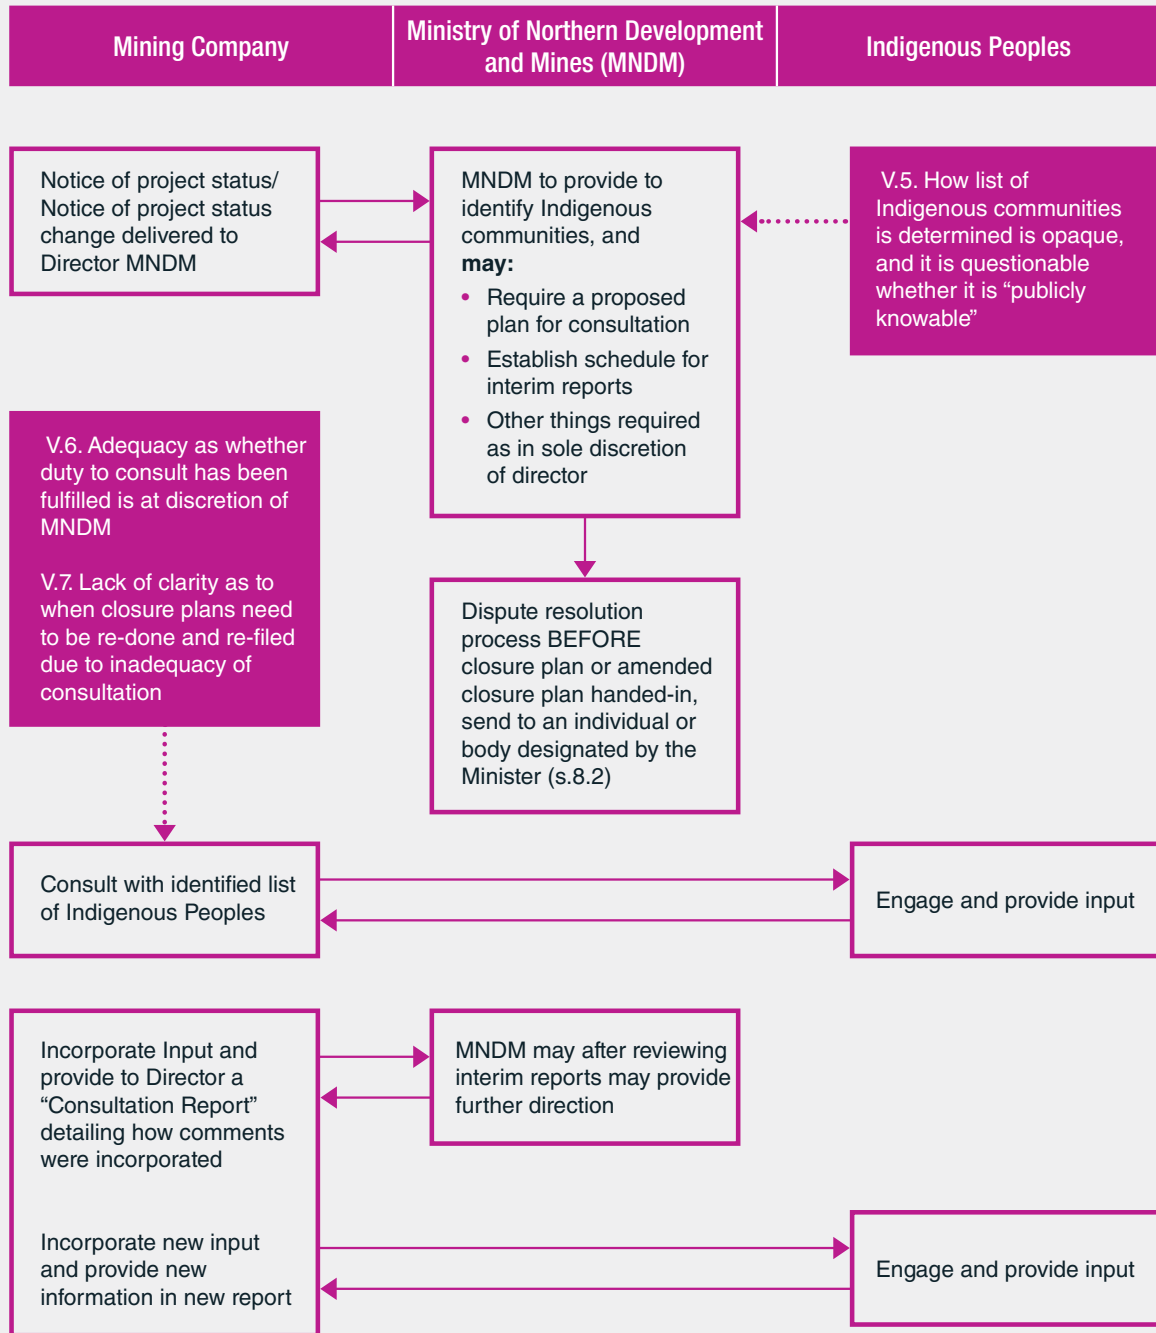 Mining Company
Ministry of Northern Development
and Mines (MNDM)
Indigenous Peoples
Notice of project status/
Notice of project status
change delivered to
Director MNDM
MNDM to provide to
identify Indigenous
communities, and
may:
• Require a proposed
plan for consultation
• Establish schedule for
interim reports
• Other things required
as in sole discretion
of director
V.5. How list of
Indigenous communities
is determined is opaque,
and it is questionable
whether it is “publicly
knowable”
V.6. Adequacy as whether
duty to consult has been
fulfilled is at discretion of
MNDM
V.7. Lack of clarity as to
when closure plans need
to be re-done and re-filed
due to inadequacy of
consultation
Dispute resolution
process BEFORE
closure plan or amended
closure plan handed-in,
send to an individual or
body designated by the
Minister (s.8.2)
Consult with identified list
of Indigenous Peoples
Engage and provide input
Incorporate Input and
provide to Director a
“Consultation Report”
detailing how comments
were incorporated
MNDM may after reviewing
interim reports may provide
further direction
Incorporate new input
and provide new
information in new report
Engage and provide input